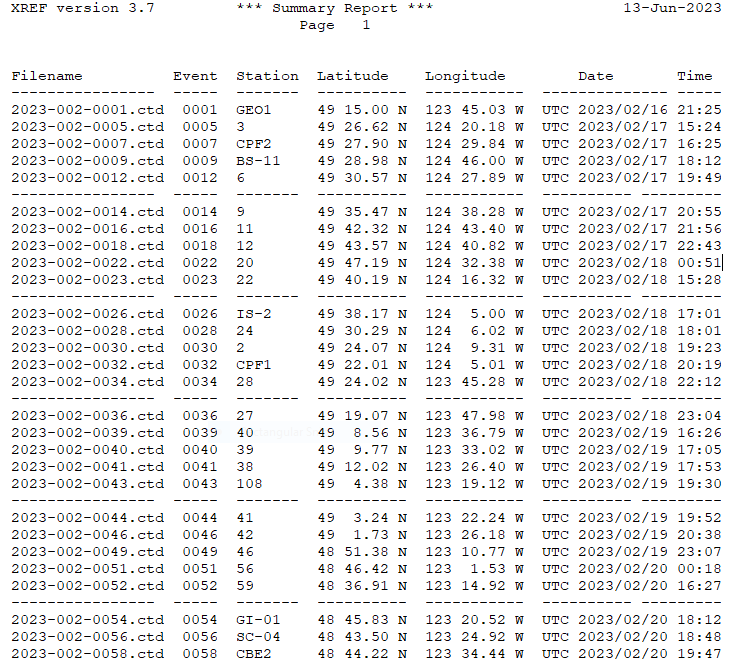 XREF version 3.7         *** Summary Report ***                     13-Jun-2023
                                Page   1
Filename          Event  Station  Latitude    Longitude        Date       Time
----------------  -----  -------  ----------  -----------  ---------- ---------
2023-002-0001.ctd  0001  GEO1     49 15.00 N  123 45.03 W  UTC 2023/02/16 21:25
2023-002-0005.ctd  0005  3        49 26.62 N  124 20.18 W  UTC 2023/02/17 15:24
2023-002-0007.ctd  0007  CPF2     49 27.90 N  124 29.84 W  UTC 2023/02/17 16:25
2023-002-0009.ctd  0009  BS-11    49 28.98 N  124 46.00 W  UTC 2023/02/17 18:12
2023-002-0012.ctd  0012  6        49 30.57 N  124 27.89 W  UTC 2023/02/17 19:49
----------------  -----  -------  ----------  -----------  ---------- ---------
2023-002-0014.ctd  0014  9        49 35.47 N  124 38.28 W  UTC 2023/02/17 20:55
2023-002-0016.ctd  0016  11       49 42.32 N  124 43.40 W  UTC 2023/02/17 21:56
2023-002-0018.ctd  0018  12       49 43.57 N  124 40.82 W  UTC 2023/02/17 22:43
2023-002-0022.ctd  0022  20       49 47.19 N  124 32.38 W  UTC 2023/02/18 00:51
2023-002-0023.ctd  0023  22       49 40.19 N  124 16.32 W  UTC 2023/02/18 15:28
----------------  -----  -------  ----------  -----------  ---------- ---------
2023-002-0026.ctd  0026  IS-2     49 38.17 N  124  5.00 W  UTC 2023/02/18 17:01
2023-002-0028.ctd  0028  24       49 30.29 N  124  6.02 W  UTC 2023/02/18 18:01
2023-002-0030.ctd  0030  2        49 24.07 N  124  9.31 W  UTC 2023/02/18 19:23
2023-002-0032.ctd  0032  CPF1     49 22.01 N  124  5.01 W  UTC 2023/02/18 20:19
2023-002-0034.ctd  0034  28       49 24.02 N  123 45.28 W  UTC 2023/02/18 22:12
----------------  -----  -------  ----------  -----------  ---------- ---------
2023-002-0036.ctd  0036  27       49 19.07 N  123 47.98 W  UTC 2023/02/18 23:04
2023-002-0039.ctd  0039  40       49  8.56 N  123 36.79 W  UTC 2023/02/19 16:26
2023-002-0040.ctd  0040  39       49  9.77 N  123 33.02 W  UTC 2023/02/19 17:05
2023-002-0041.ctd  0041  38       49 12.02 N  123 26.40 W  UTC 2023/02/19 17:53
2023-002-0043.ctd  0043  108      49  4.38 N  123 19.12 W  UTC 2023/02/19 19:30
----------------  -----  -------  ----------  -----------  ---------- ---------
2023-002-0044.ctd  0044  41       49  3.24 N  123 22.24 W  UTC 2023/02/19 19:52
2023-002-0046.ctd  0046  42       49  1.73 N  123 26.18 W  UTC 2023/02/19 20:38
2023-002-0049.ctd  0049  46       48 51.38 N  123 10.77 W  UTC 2023/02/19 23:07
2023-002-0051.ctd  0051  56       48 46.42 N  123  1.53 W  UTC 2023/02/20 00:18
2023-002-0052.ctd  0052  59       48 36.91 N  123 14.92 W  UTC 2023/02/20 16:27
----------------  -----  -------  ----------  -----------  ---------- ---------
2023-002-0054.ctd  0054  GI-01    48 45.83 N  123 20.52 W  UTC 2023/02/20 18:12
2023-002-0056.ctd  0056  SC-04    48 43.50 N  123 24.92 W  UTC 2023/02/20 18:48
2023-002-0058.ctd  0058  CBE2     48 44.22 N  123 34.44 W  UTC 2023/02/20 19:47